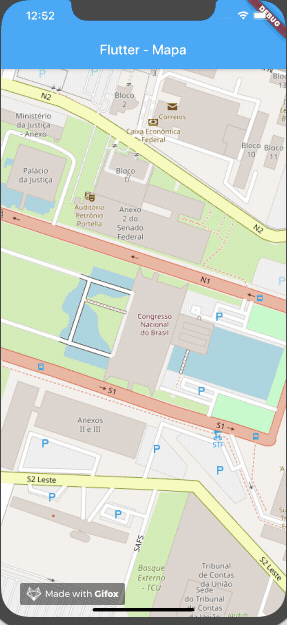 12:52
DEBUG
Flutter - Mapa
N2
Bloco
2
Correios
Caixa Econômica
Federal
Ministério
da Justiça
- Anexo
Bloco
10
Bloco
11
Palácio
da Justiça
Bloco
Auditório
Petrônio
Portella
Anexo
2 do
Senado
Federal
N2
N1
Congresso
Nacional
do Brasil
S1
S1
STF
Anexos
II e III
S2 Leste
SAFS
S2 Leste
Bosque
Externo
- TCU
Tribunal
de Contas
da União
Sede
do Tribunal
de Contas
da União
Made with Gifox